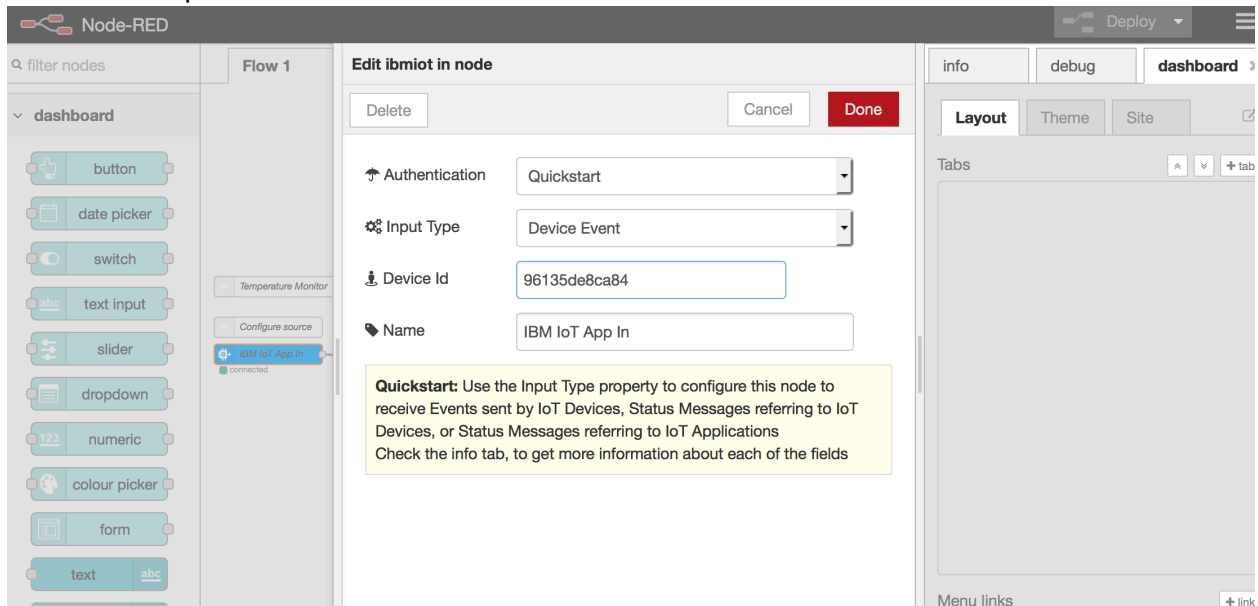 Node-RED
Deploy
filter nodes
Flow 1
Edit ibmiot in node
info
debug
dashboard
Delete
Cancel
Done
dashboard
Layout
Theme
Site
button
Authentication
Quickstart
Tabs
+ tab
date picker
Input Type
Device Event
switch
Device Id
96135de8ca84
Temperature Monitor
abc
text input
Configure source
Name
IBM IoT App In
slider
IBM IoT App In
connected
Quickstart: Use the Input Type property to configure this node to
receive Events sent by IoT Devices, Status Messages referring to IoT
Devices, or Status Messages referring to IoT Applications
Check the info tab, to get more information about each of the fields
dropdown
123
numeric
colour picker
form
text
abc
Menu links
+ link